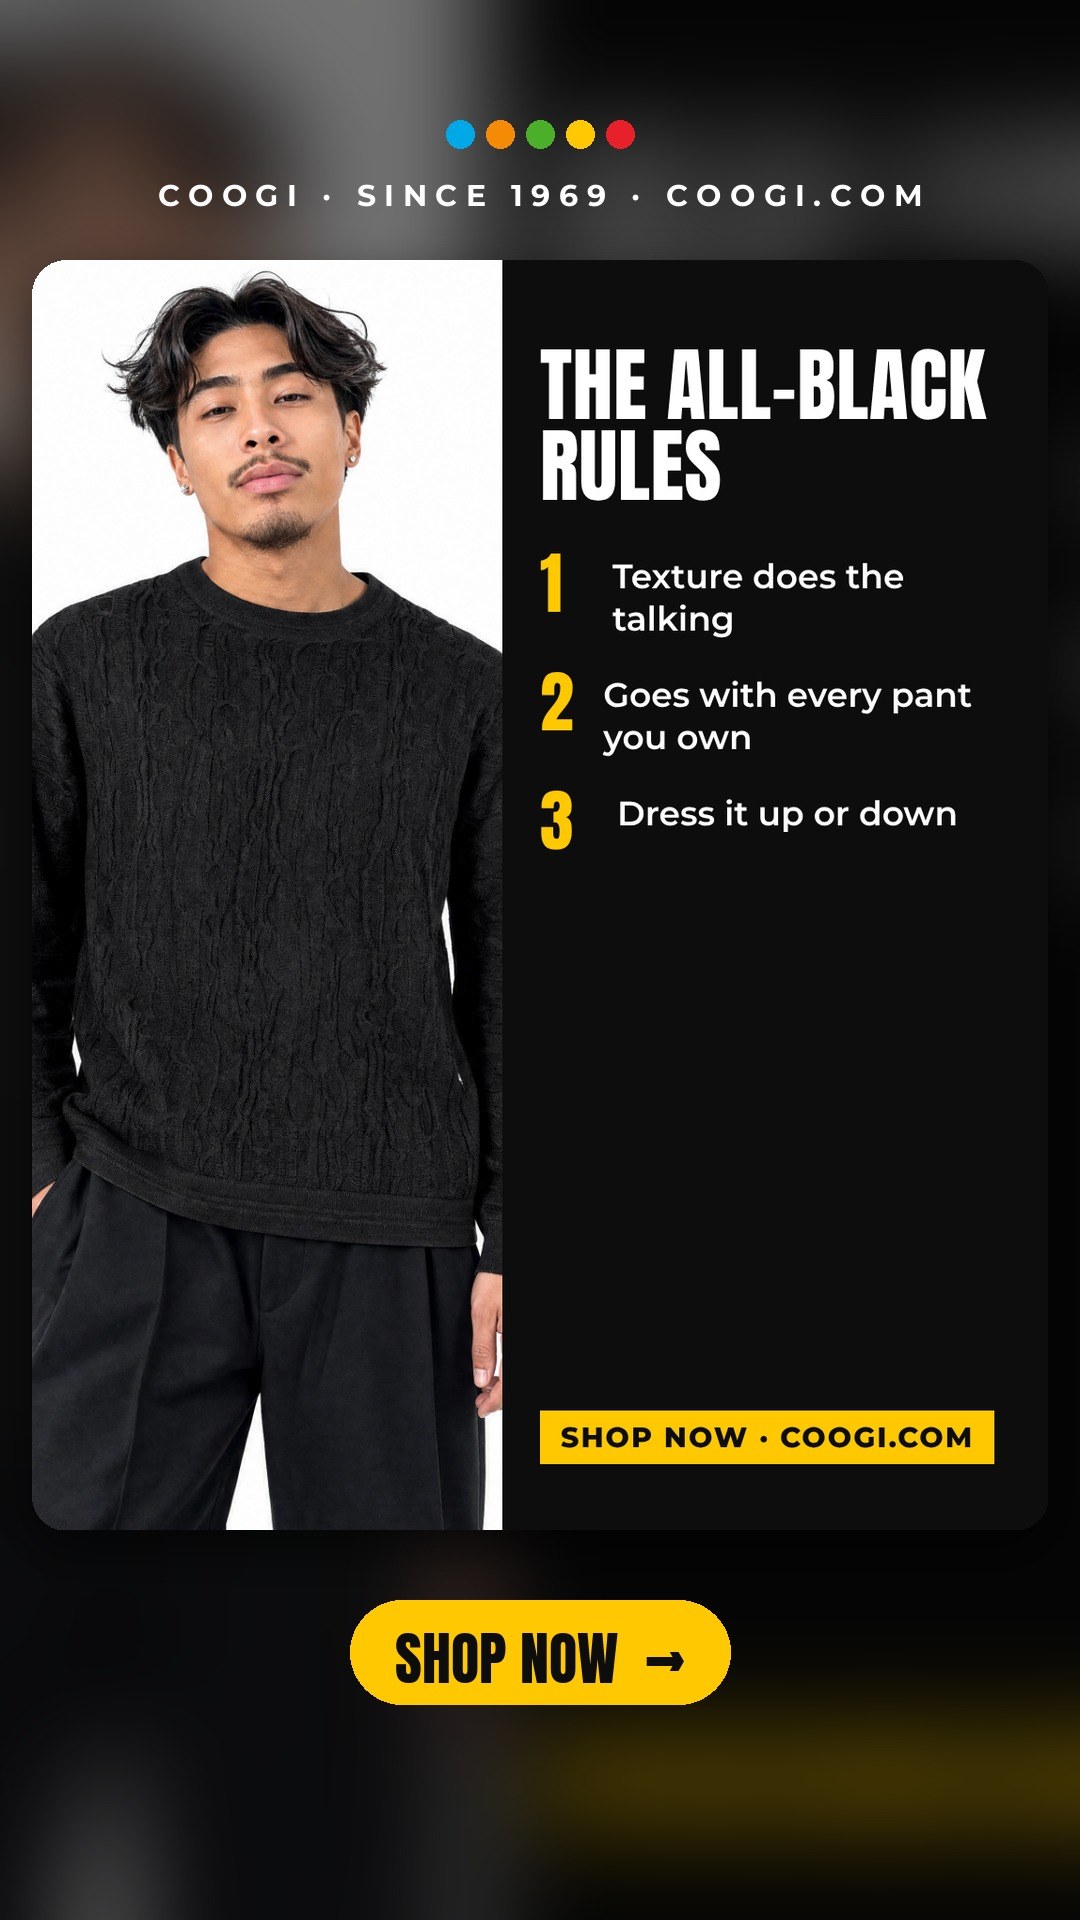 COOGI · SINCE 1969 · COOGI.COM
THE ALL-BLACK
RULES
1 Texture does the
talking
2 Goes with every pant
you own
3 Dress it up or down
SHOP NOW · COOGI.COM
SHOP NOW →